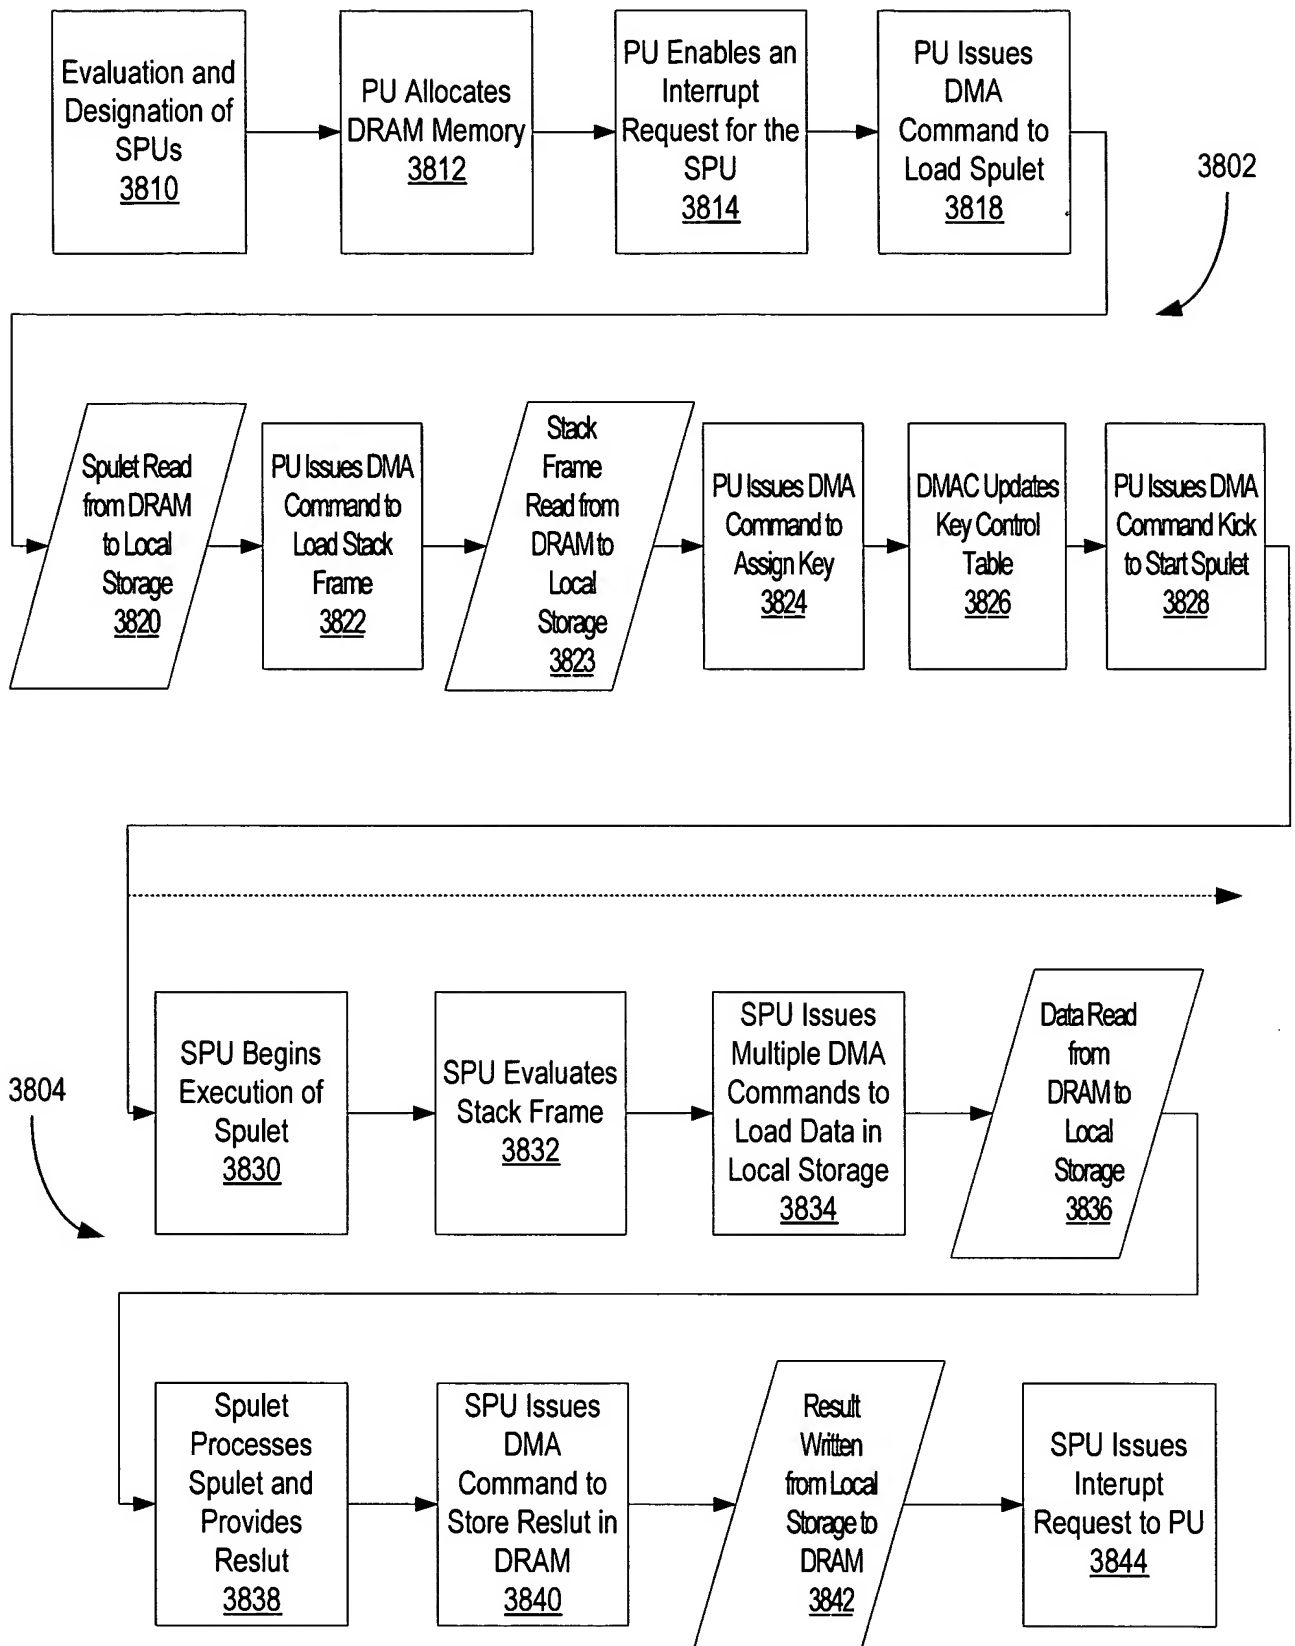 Evaluation and
Designation of
SPUs
3810
PU Allocates
DRAM Memory
3812
PU Enables an
Interrupt
Request for the
SPU
3814
PU Issues
DMA
Command to
Load Spulet
3818
3802
Spulet Read
from DRAM
to Local
Storage
3820
PU Issues DMA
Command to
Load Stack
Frame
3822
Stack
Frame
Read from
DRAM to
Local
Storage
3823
PU Issues DMA
Command to
Assign Key
3824
DMAC Updates
Key Control
Table
3826
PU Issues DMA
Command Kick
to Start Spulet
3828
3804
SPU Begins
Execution of
Spulet
3830
SPU Evaluates
Stack Frame
3832
SPU Issues
Multiple DMA
Commands to
Load Data in
Local Storage
3834
Data Read
from
DRAM to
Local
Storage
3836
Spulet
Processes
Spulet and
Provides
Reslut
3838
SPU Issues
DMA
Command to
Store Reslut in
DRAM
3840
Result
Written
from Local
Storage to
DRAM
3842
SPU Issues
Interupt
Request to PU
3844